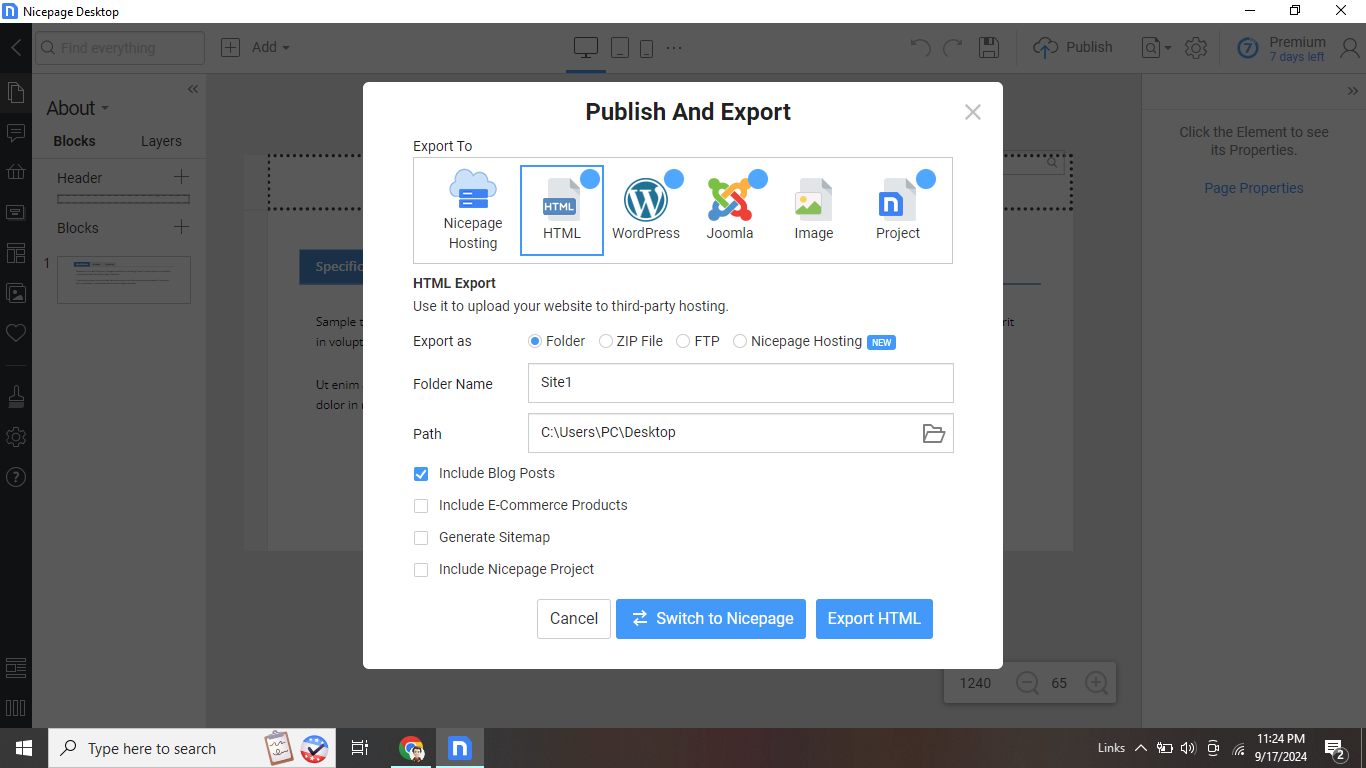 Nicepage Desktop
Find everything
Add
Publish
Premium
7 days left
About
Blocks
Layers
Header
Blocks
1
Specific
Sample t
in volupt
Ut enim
dolor in
rit
Click the Element to see
its Properties.
Page Properties
Publish And Export
Export To
Nicepage
Hosting
HTML
HTML
WordPress
Joomla
Image
Project
HTML Export
Use it to upload your website to third-party hosting.
Export as
Folder
ZIP File
FTP
Nicepage Hosting
NEW
Folder Name
Site1
Path
C:\Users\PC\Desktop
Include Blog Posts
Include E-Commerce Products
Generate Sitemap
Include Nicepage Project
Cancel
Switch to Nicepage
Export HTML
1240
65
Type here to search
Links
11:24 PM
9/17/2024
2